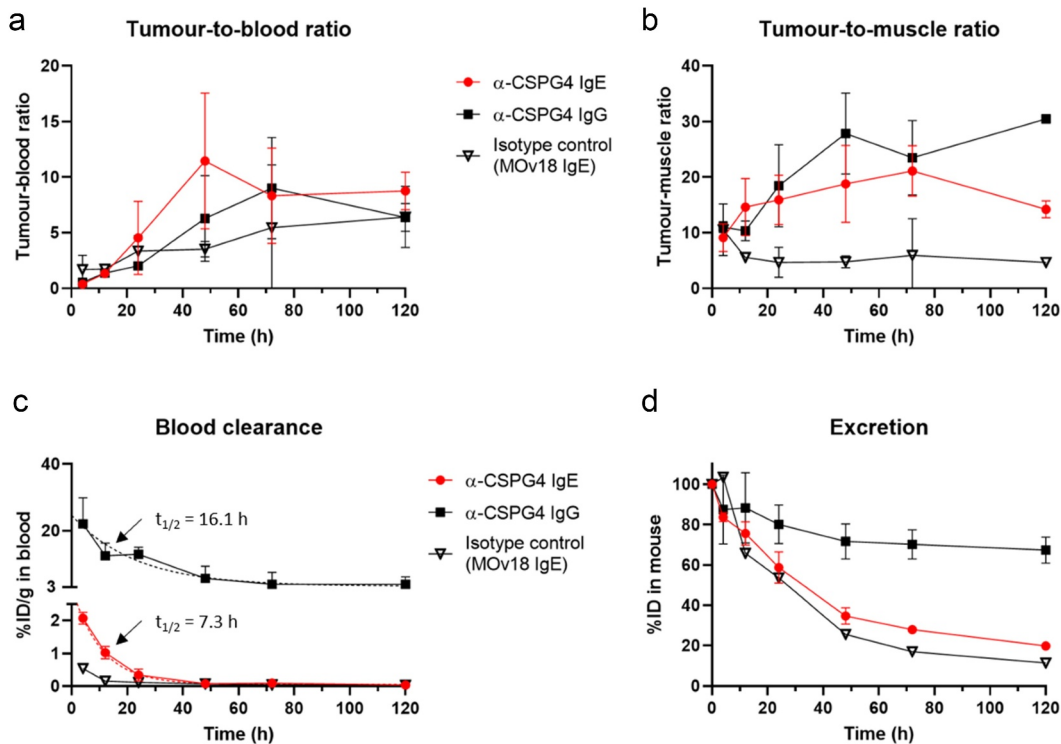 a
Tumour-to-blood ratio
Tumour-blood ratio
20
15
10
5
0
0 20 40 60 80 100 120
Time (h)
α-CSPG4 IgE
α-CSPG4 IgG
Isotype control
(MOv18 IgE)
b
Tumour-to-muscle ratio
Tumour-muscle ratio
40
30
20
10
0
0 20 40 60 80 100 120
Time (h)
c
Blood clearance
%ID/g in blood
40
20
3
2
1
0
t1/2 = 16.1 h
t1/2 = 7.3 h
0 20 40 60 80 100 120
Time (h)
α-CSPG4 IgE
α-CSPG4 IgG
Isotype control
(MOv18 IgE)
d
Excretion
%ID in mouse
100
80
60
40
20
0
0 20 40 60 80 100 120
Time (h)